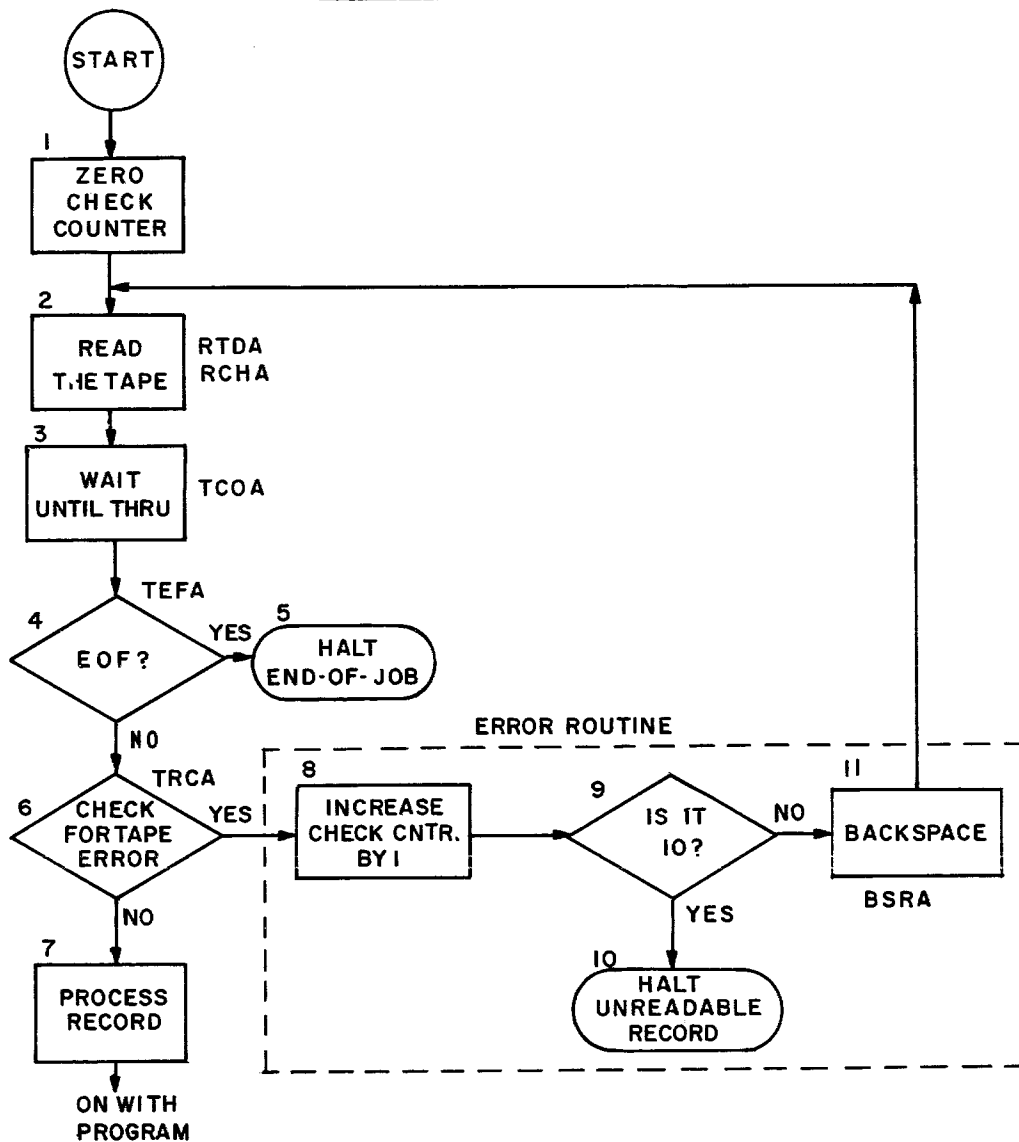 START
1
ZERO
CHECK
COUNTER
2
READ
THE TAPE
RTDA
RCHA
3
WAIT
UNTIL THRU
TCOA
TEFA
4
EOF?
YES
5
HALT
END-OF-JOB
NO
ERROR ROUTINE
TRCA
6
CHECK
FOR TAPE
ERROR
YES
8
INCREASE
CHECK CNTR.
BY 1
9
IS IT
10?
NO
11
BACKSPACE
BSRA
YES
10
HALT
UNREADABLE
RECORD
NO
7
PROCESS
RECORD
ON WITH
PROGRAM